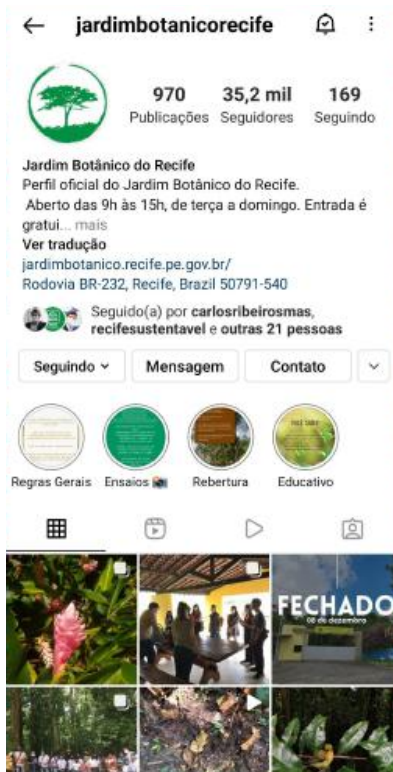 jardimbotanicorecife
970 35,2 mil 169
Publicações Seguidores Seguindo
Jardim Botânico do Recife
Perfil oficial do Jardim Botânico do Recife.
Aberto das 9h às 15h, de terça a domingo. Entrada é
gratui... mais
Ver tradução
jardimbotanico.recife.pe.gov.br/
Rodovia BR-232, Recife, Brazil 50791-540
Seguido(a) por carlosribeirosmas,
recifesustentavel e outras 21 pessoas
Seguindo Mensagem Contato
Regras Gerais Ensaios 📸 Rebertura Educativo
FECHADO
08 de dezembro